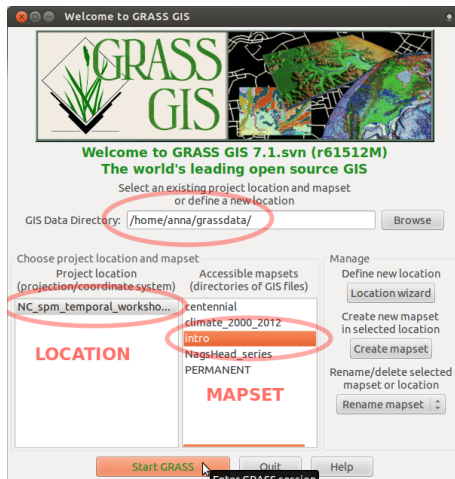 Welcome to GRASS GIS
GRASS
GIS
Welcome to GRASS GIS 7.1.svn (r61512M)
The world's leading open source GIS
Select an existing project location and mapset
or define a new location
GIS Data Directory: /home/anna/grassdata/ Browse
Choose project location and mapset
Project location
(projection/coordinate system)
NC_spm_temporal_worksho...
LOCATION
Accessible mapsets
(directories of GIS files)
centennial
climate_2000_2012
intro
NagsHead_series
PERMANENT
MAPSET
Manage
Define new location
Location wizard
Create new mapset
in selected location
Create mapset
Rename/delete selected
mapset or location
Rename mapset
Start GRASS Quit Help
Enter GRASS session